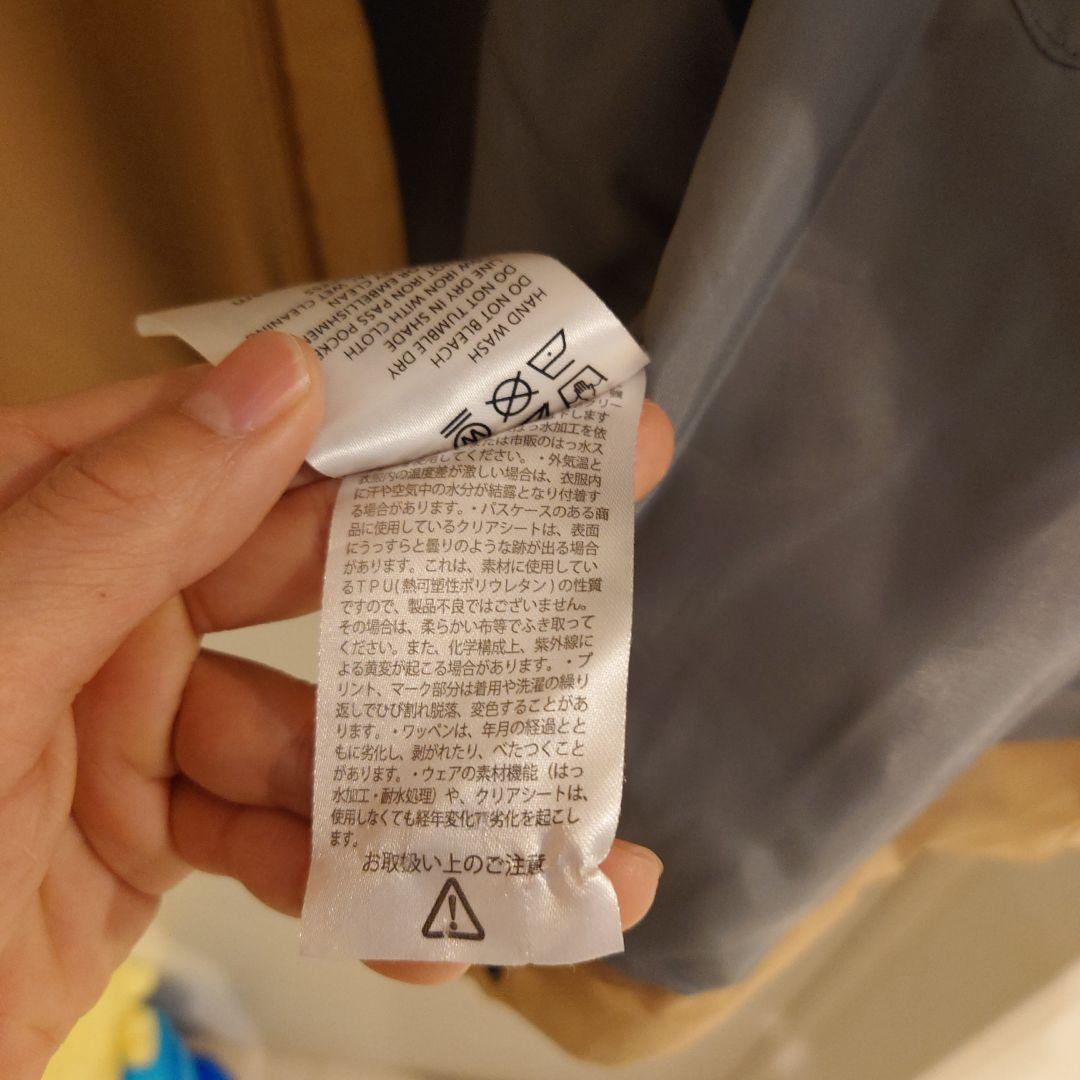 HAND WASH
DO NOT BLEACH
DO NOT TUMBLE DRY
LINE DRY IN SHADE
IRON WITH CLOTH
IRON PASS
EMBELLISHME
CLEAN
WET CLEANING
W
します
はっ水加工を依
たは市販のはっ水ス
してください。・外気温と
衣服内の温度差が激しい場合は、衣服内
に汗や空気中の水分が結露となり付着す
る場合があります。・パスケースのある商
品に使用しているクリアシートは、表面
にうっすらと曇りのような跡が出る場合
があります。これは、素材に使用してい
るTPU(熱可塑性ポリウレタン)の性質
ですので、製品不良ではございません。
その場合は、柔らかい布等でふき取って
ください。また、化学構成上、紫外線に
よる黄変が起こる場合があります。・プ
リント、マーク部分は着用や洗濯の繰り
返しでひび割れ脱落、変色することがあ
ります。・ワッペンは、年月の経過とと
もに劣化し、剥がれたり、べたつくこと
があります。・ウェアの素材機能(はっ
水加工・耐水処理)や、クリアシートは、
使用しなくても経年変化で劣化を起こし
ます。
お取扱い上のご注意